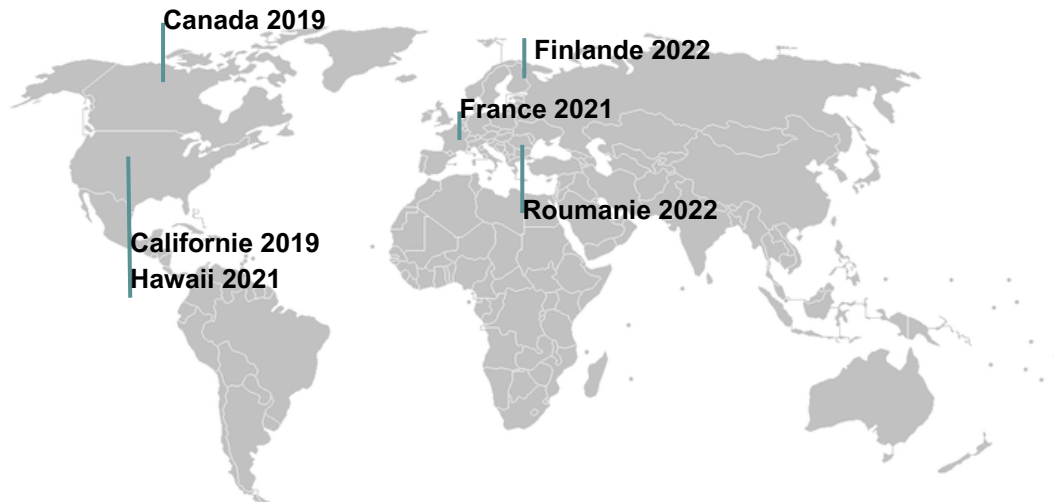 Canada 2019
Finlande 2022
France 2021
Roumanie 2022
Californie 2019
Hawaii 2021